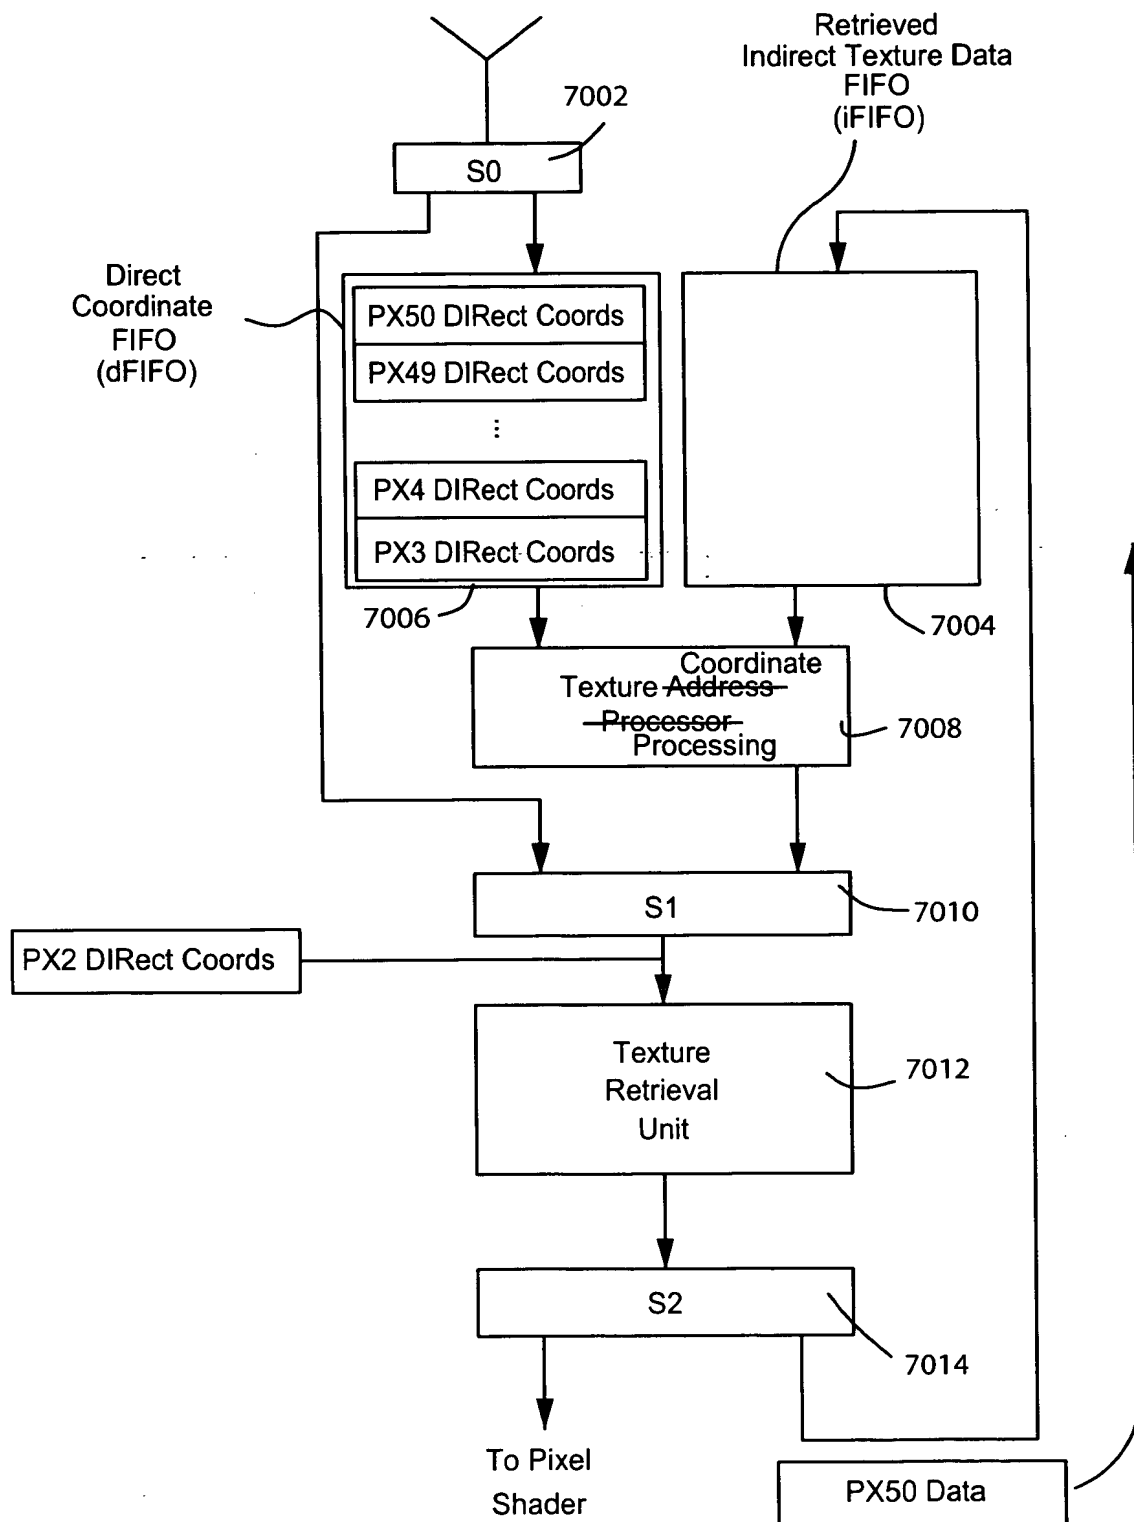 Retrieved
Indirect Texture Data
FIFO
(iFIFO)
7002
S0
Direct
Coordinate
FIFO
(dFIFO)
PX50 DIRect Coords
PX49 DIRect Coords
...
PX4 DIRect Coords
PX3 DIRect Coords
7006
7004
Coordinate
Texture Address
Processor
Processing
7008
S1
7010
PX2 DIRect Coords
Texture
Retrieval
Unit
7012
S2
7014
To Pixel
Shader
PX50 Data